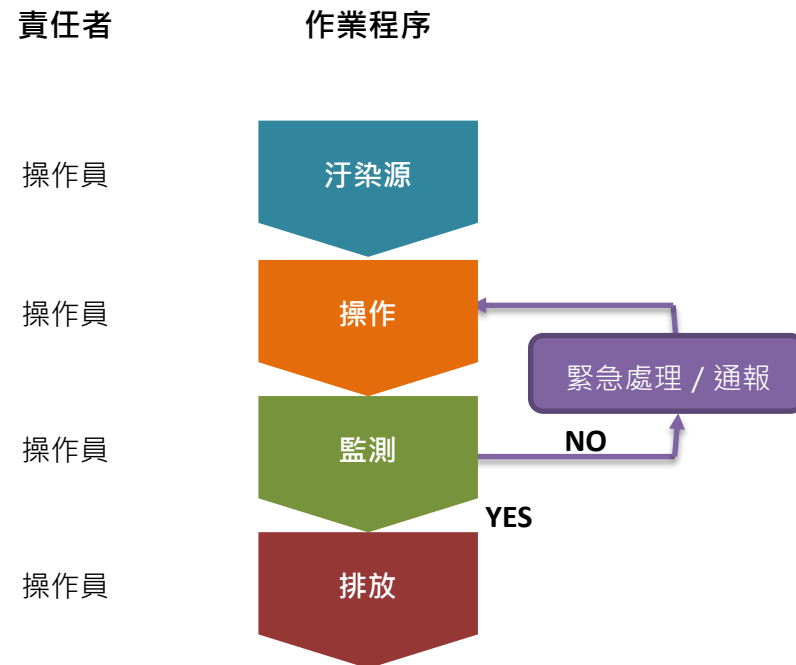 責任者 作業程序
操作員 汙染源
操作員 操作
緊急處理 / 通報
操作員 監測 NO
YES
操作員 排放